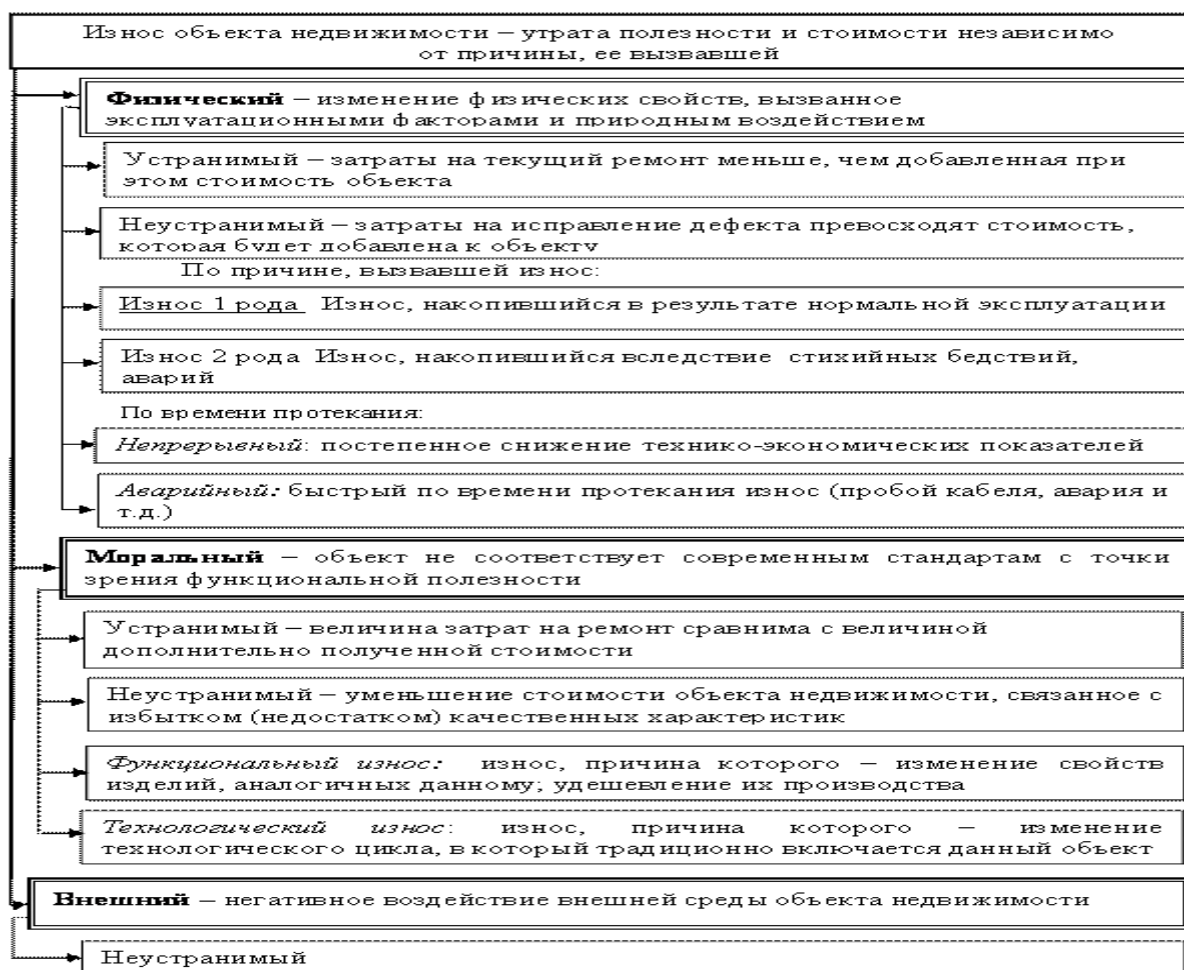 Износ объекта недвижимости – утрата полезности и стоимости независимо
от причины, ее вызвавшей
Физический – изменение физических свойств, вызванное
эксплуатационными факторами и природным воздействием
Устранимый – затраты на текущий ремонт меньше, чем добавленная при
этом стоимость объекта
Неустранимый – затраты на исправление дефекта превосходят стоимость,
которая будет добавлена к объекту
По причине, вызвавшей износ:
Износ 1 рода Износ, накопившийся в результате нормальной эксплуатации
Износ 2 рода Износ, накопившийся вследствие стихийных бедствий,
аварий
По времени протекания:
Непрерывный: постепенное снижение технико-экономических показателей
Аварийный: быстрый по времени протекания износ (пробой кабеля, авария и
т.д.)
Моральный – объект не соответствует современным стандартам с точки
зрения функциональной полезности
Устранимый – величина затрат на ремонт сравнима с величиной
дополнительно полученной стоимости
Неустранимый – уменьшение стоимости объекта недвижимости, связанное с
избытком (недостатком) качественных характеристик
Функциональный износ: износ, причина которого – изменение свойств
изделий, аналогичных данному; удешевление их производства
Технологический износ: износ, причина которого – изменение
технологического цикла, в который традиционно включается данный объект
Внешний – негативное воздействие внешней среды объекта недвижимости
Неустранимый